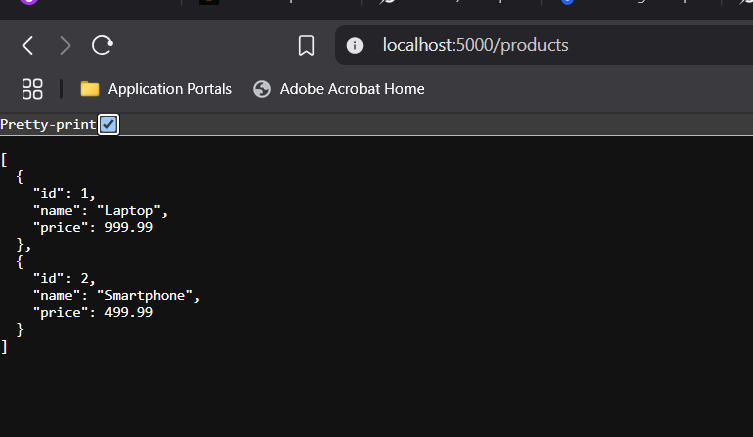 localhost:5000/products
Application Portals
Adobe Acrobat Home
Pretty-print
[
  {
    "id": 1,
    "name": "Laptop",
    "price": 999.99
  },
  {
    "id": 2,
    "name": "Smartphone",
    "price": 499.99
  }
]